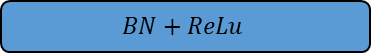 BN + ReLu